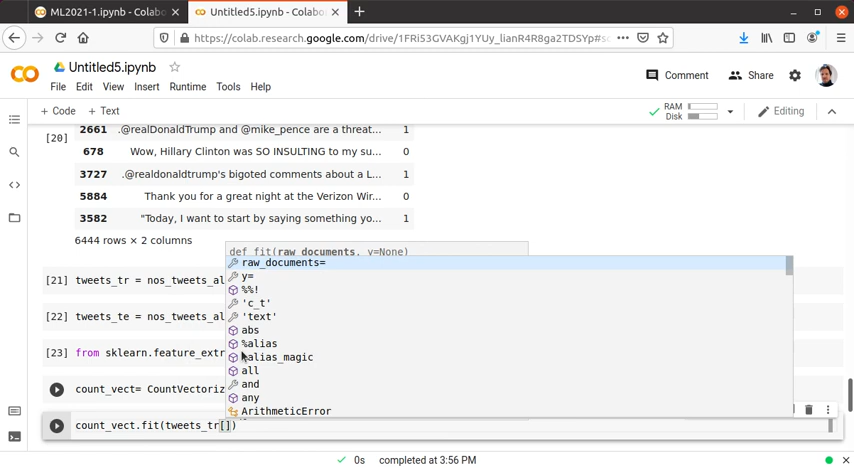 ML2021-1.ipynb - Colabo
Untitled5.ipynb - Colabo
https://colab.research.google.com/drive/1FRi53GVAKgj1YUy_lianR4R8ga2TDSYp#sc
Untitled5.ipynb
Comment
Share
File Edit View Insert Runtime Tools Help
+ Code + Text
RAM
Disk
Editing
[20]
2661 .@realDonaldTrump and @mike_pence are a threat... 1
678 Wow, Hillary Clinton was SO INSULTING to my su... 0
3727 .@realdonaldtrump's bigoted comments about a L... 1
5884 Thank you for a great night at the Verizon Wir... 0
3582 "Today, I want to start by saying something yo... 1
6444 rows × 2 columns
def fit(raw_documents, y=None)
raw_documents=
y=
%%!
'c_t'
'text'
abs
%alias
%alias_magic
all
and
any
ArithmeticError
[21] tweets_tr = nos_tweets_al
[22] tweets_te = nos_tweets_al
[23] from sklearn.feature_extr
count_vect= CountVectoriz
count_vect.fit(tweets_tr[])
0s completed at 3:56 PM